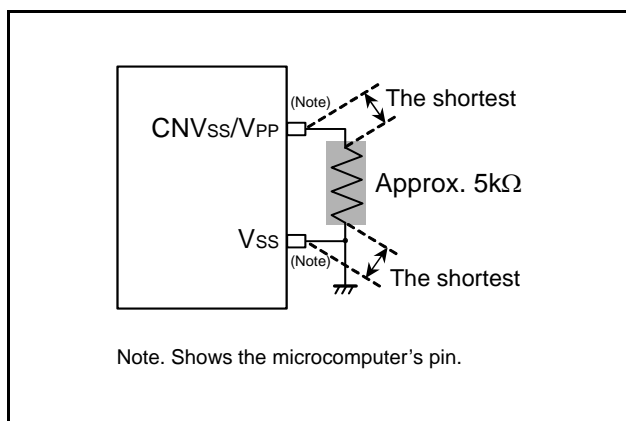 (Note)
The shortest
CNVSS/VPP
Approx. 5kΩ
VSS
(Note)
The shortest
Note. Shows the microcomputer's pin.